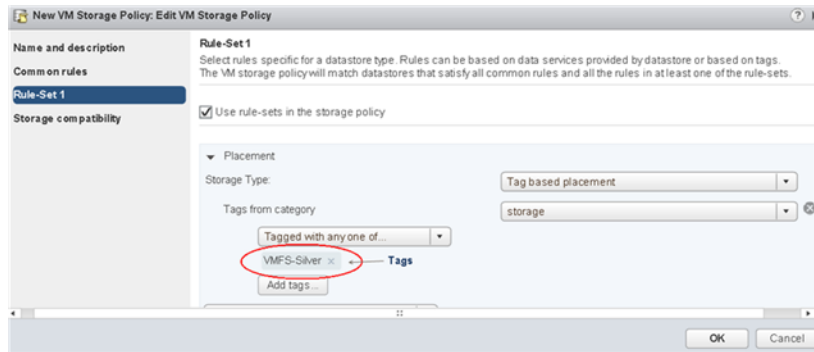 New VM Storage Policy: Edit VM Storage Policy
?
Name and description
Common rules
Rule-Set 1
Storage compatibility
Rule-Set 1
Select rules specific for a datastore type. Rules can be based on data services provided by datastore or based on tags.
The VM storage policy will match datastores that satisfy all common rules and all the rules in at least one of the rule-sets.
Use rule-sets in the storage policy
Placement
Storage Type:
Tag based placement
Tags from category
storage
Tagged with any one of...
VMFS-Silver ×
Tags
Add tags...
OK
Cancel